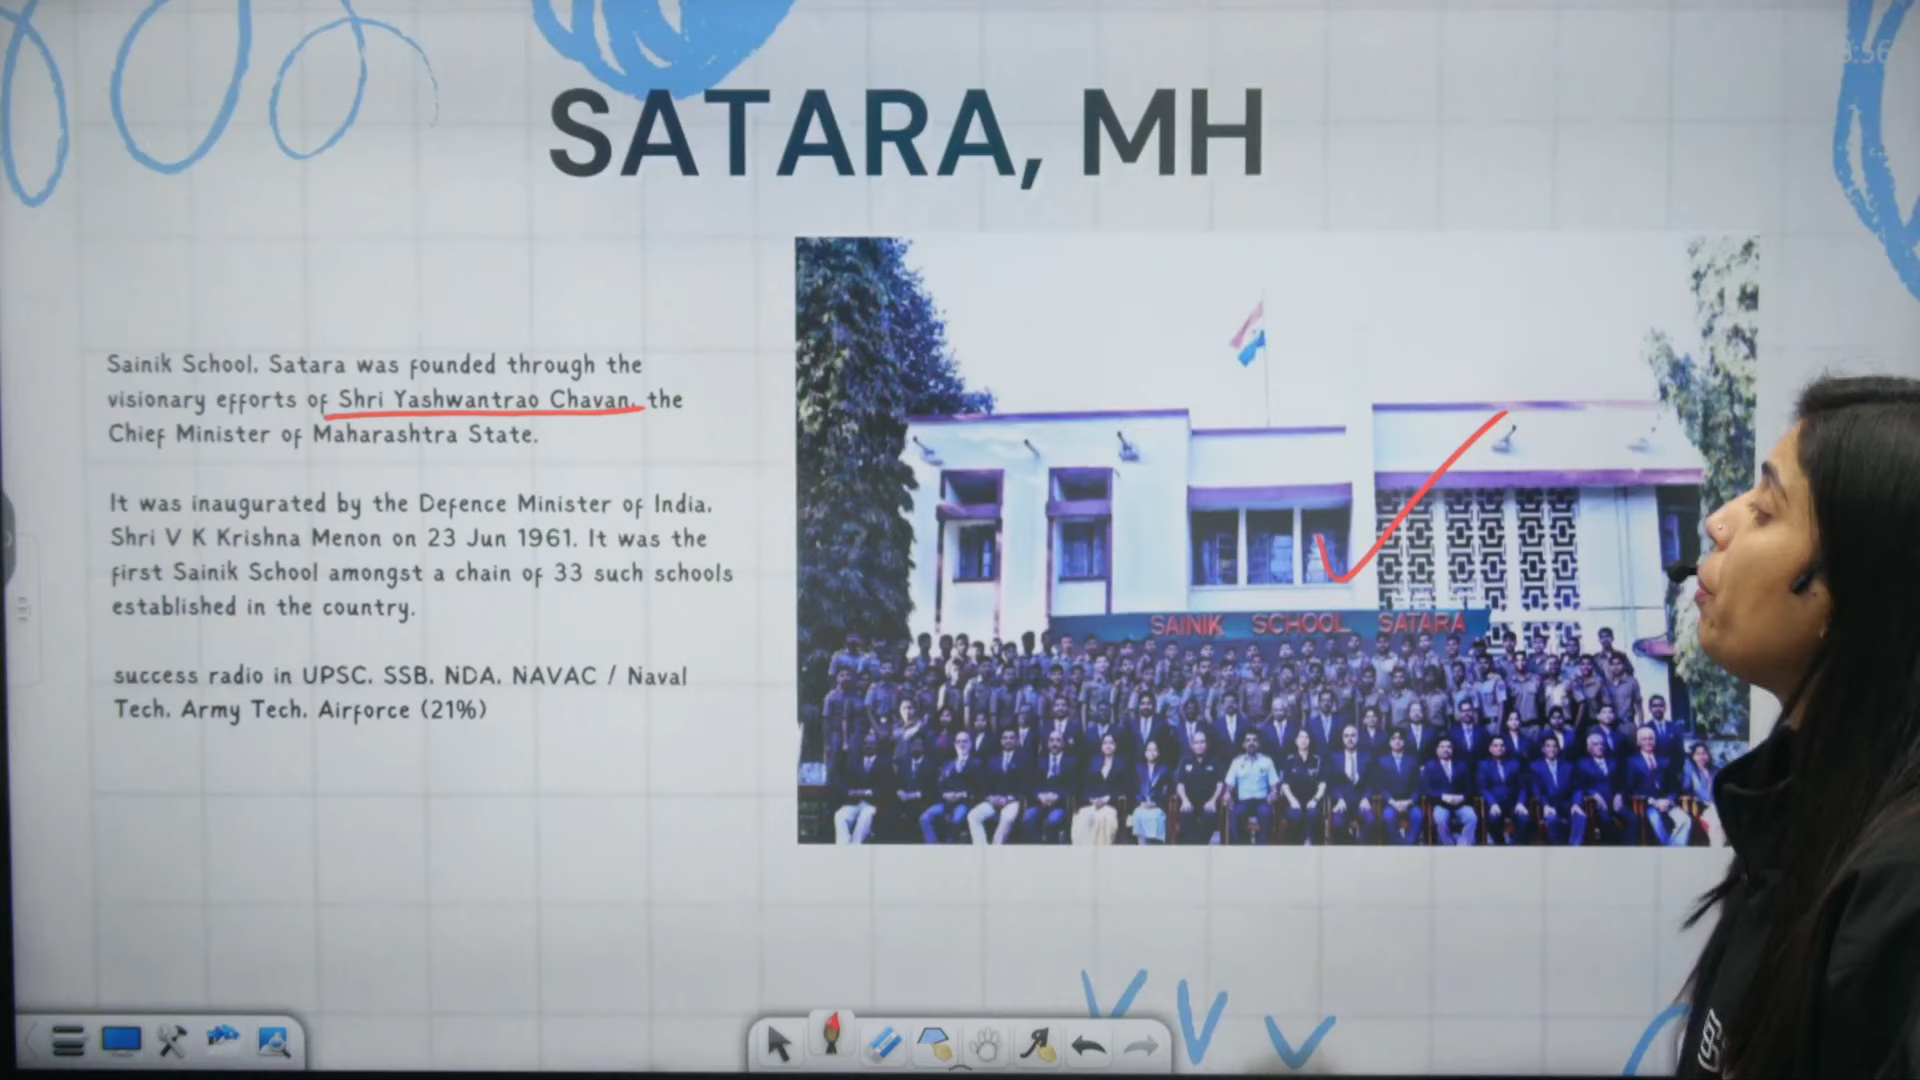 SATARA, MH
Sainik School, Satara was founded through the
visionary efforts of Shri Yashwantrao Chavan, the
Chief Minister of Maharashtra State.
It was inaugurated by the Defence Minister of India,
Shri V K Krishna Menon on 23 Jun 1961. It was the
first Sainik School amongst a chain of 33 such schools
established in the country.
success radio in UPSC, SSB, NDA, NAVAC / Naval
Tech, Army Tech, Airforce (21%)
SAINIK SCHOOL SATARA